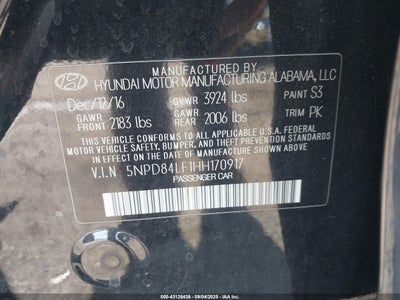 MANUFACTURED BY
HYUNDAI MOTOR MANUFACTURING ALABAMA, LLC
Dec/12/16 GVWR 3924 lbs PAINT S3
GAWR FRONT 2183 lbs GAWR REAR 2006 lbs TRIM PK
THIS VEHICLE CONFORMS TO ALL APPLICABLE U.S. FEDERAL
MOTOR VEHICLE SAFETY, BUMPER, AND THEFT PREVENTION
STANDARDS IN EFFECT ON THE DATE OF MANUFACTURE SHOWN ABOVE.
V.I.N 5NPD84LF1HH170917
PASSENGER CAR
000-43126436 - 09/04/2025 - IAA